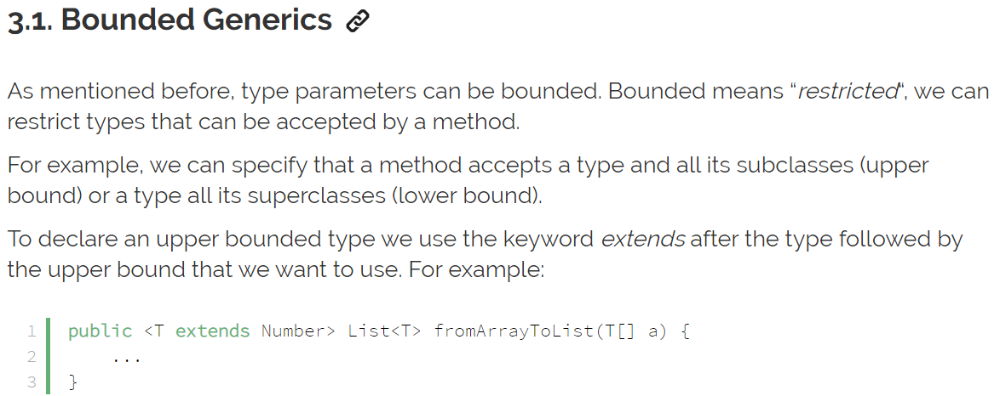 3.1. Bounded Generics
As mentioned before, type parameters can be bounded. Bounded means “restricted“, we can
restrict types that can be accepted by a method.
For example, we can specify that a method accepts a type and all its subclasses (upper
bound) or a type all its superclasses (lower bound).
To declare an upper bounded type we use the keyword extends after the type followed by
the upper bound that we want to use. For example:
1 public <T extends Number> List<T> fromArrayToList(T[] a) {
2 ...
3 }